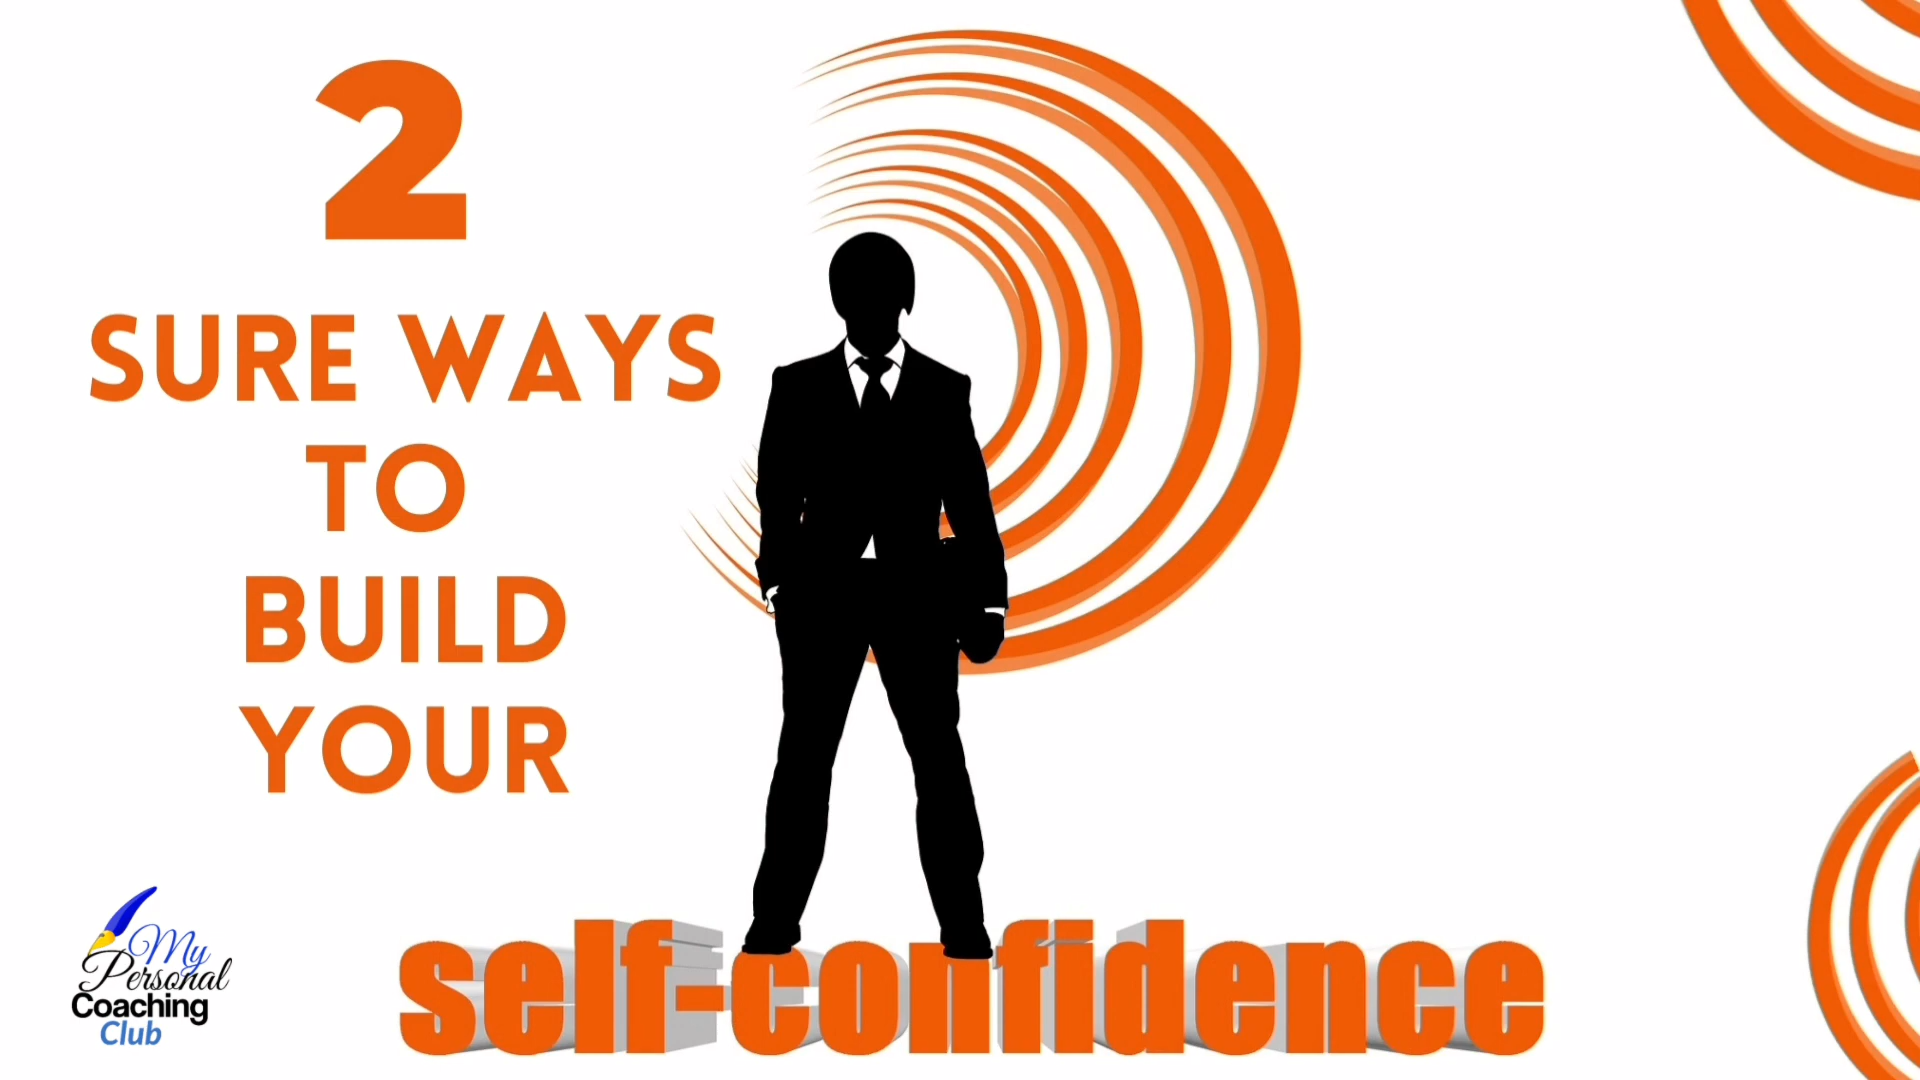 2
SURE WAYS
TO
BUILD
YOUR
self-confidence
My
Personal
Coaching
Club